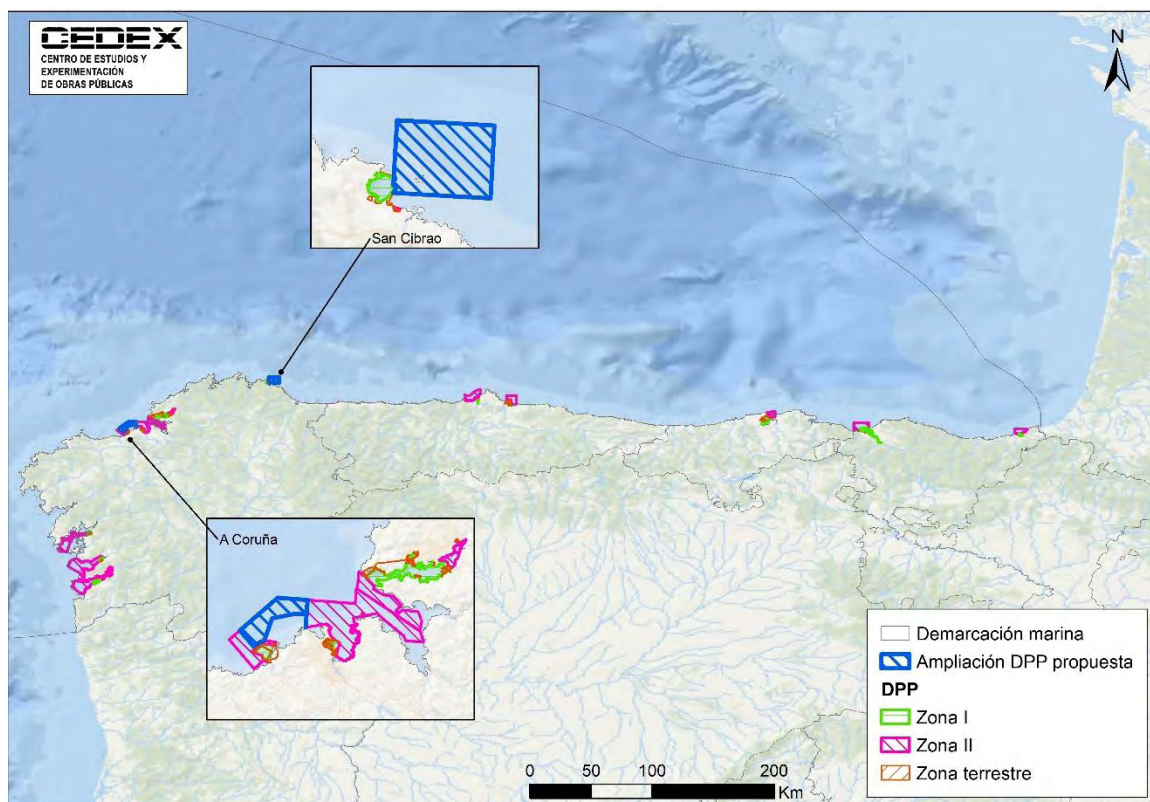 CEDEX
CENTRO DE ESTUDIOS Y
EXPERIMENTACIÓN
DE OBRAS PÚBLICAS
N
San Cibrao
A Coruña
Demarcación marina
Ampliación DPP propuesta
DPP
Zona I
Zona II
Zona terrestre
0 50 100 200
Km